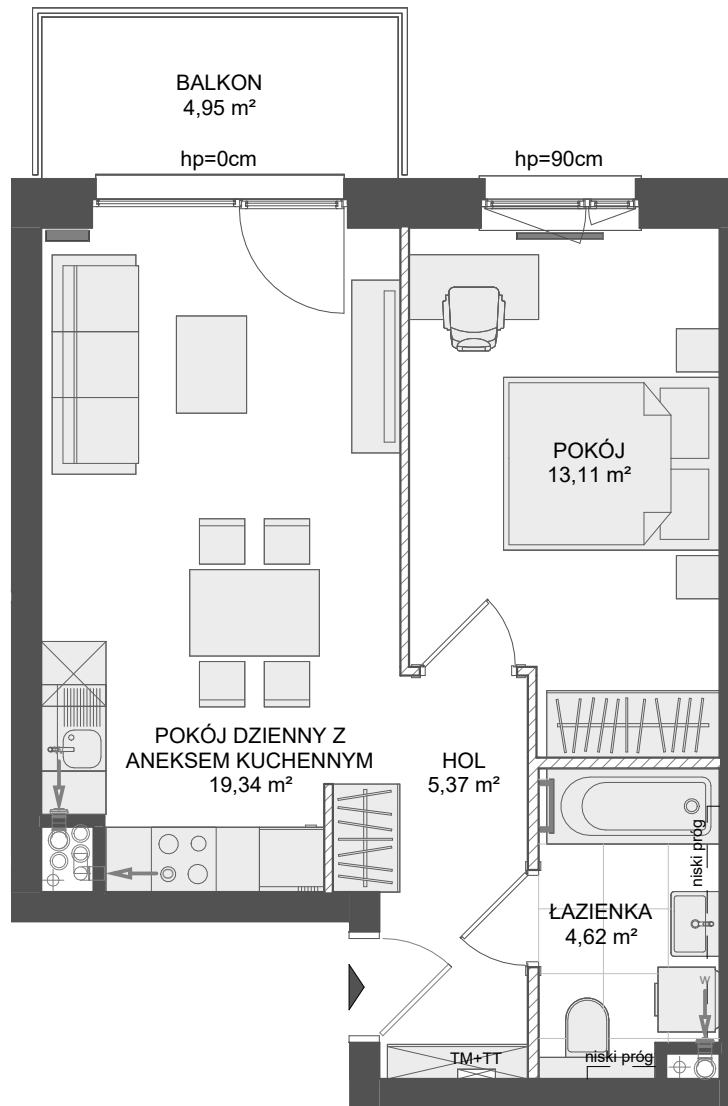 BALKON
4,95 m²
hp=0cm
hp=90cm
POKÓJ
13,11 m²
POKÓJ DZIENNY Z
ANEKSEM KUCHENNYM
19,34 m²
HOL
5,37 m²
niski próg
ŁAZIENKA
4,62 m²
W
TM+TT
niski próg